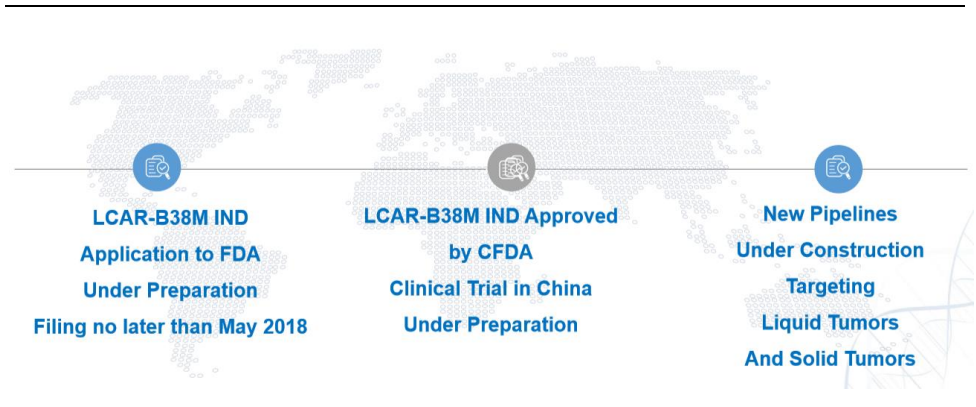 LCAR-B38M IND
Application to FDA
Under Preparation
Filing no later than May 2018
LCAR-B38M IND Approved
by CFDA
Clinical Trial in China
Under Preparation
New Pipelines
Under Construction
Targeting
Liquid Tumors
And Solid Tumors